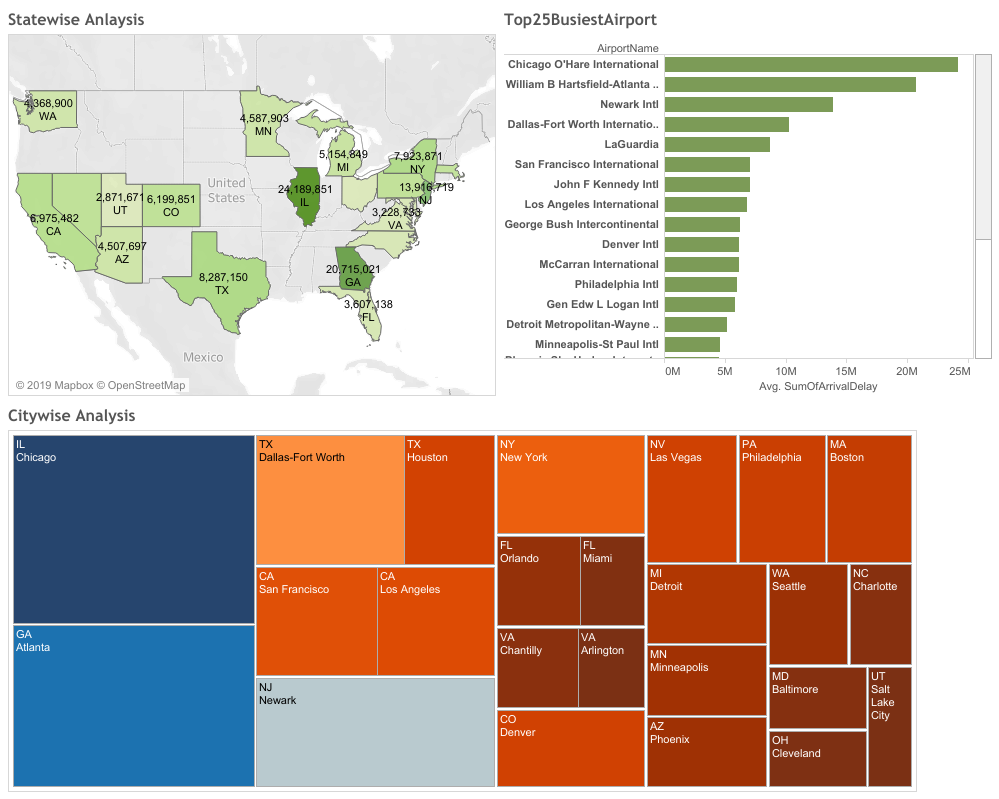 Statewise Anlaysis
4,368,900
WA
4,587,903
MN
5,154,849
MI
7,923,871
NY
United
States
24,189,851
IL
13,916,719
NJ
2,871,671
UT
6,199,851
CO
3,228,733
VA
6,975,482
CA
4,507,697
AZ
8,287,150
TX
20,715,021
GA
3,607,138
FL
Mexico
© 2019 Mapbox © OpenStreetMap
Top25BusiestAirport
AirportName
Chicago O'Hare International
William B Hartsfield-Atlanta ..
Newark Intl
Dallas-Fort Worth Internatio..
LaGuardia
San Francisco International
John F Kennedy Intl
Los Angeles International
George Bush Intercontinental
Denver Intl
McCarran International
Philadelphia Intl
Gen Edw L Logan Intl
Detroit Metropolitan-Wayne ..
Minneapolis-St Paul Intl
0M 5M 10M 15M 20M 25M
Avg. SumOfArrivalDelay
Citywise Analysis
IL
Chicago
GA
Atlanta
TX
Dallas-Fort Worth
TX
Houston
CA
San Francisco
CA
Los Angeles
NJ
Newark
NY
New York
FL
Orlando
FL
Miami
VA
Chantilly
VA
Arlington
CO
Denver
NV
Las Vegas
PA
Philadelphia
MA
Boston
MI
Detroit
MN
Minneapolis
AZ
Phoenix
WA
Seattle
NC
Charlotte
MD
Baltimore
OH
Cleveland
UT
Salt
Lake
City